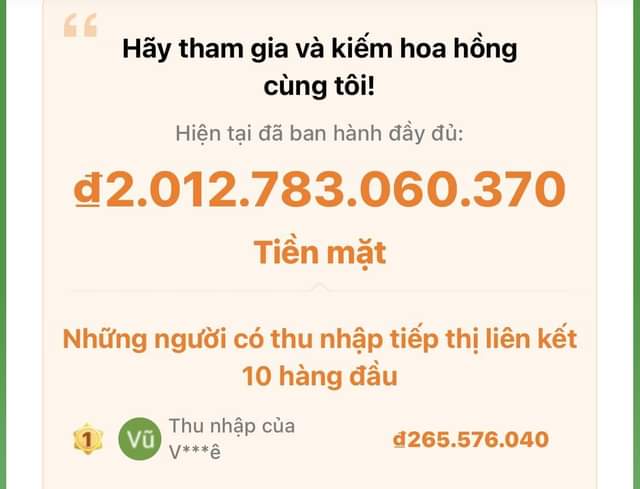 Hãy tham gia và kiếm hoa hồng
cùng tôi!
Hiện tại đã ban hành đầy đủ:
₫2.012.783.060.370
Tiền mặt
Những người có thu nhập tiếp thị liên kết
10 hàng đầu
1
Vũ
Thu nhập của
V***ê
₫265.576.040